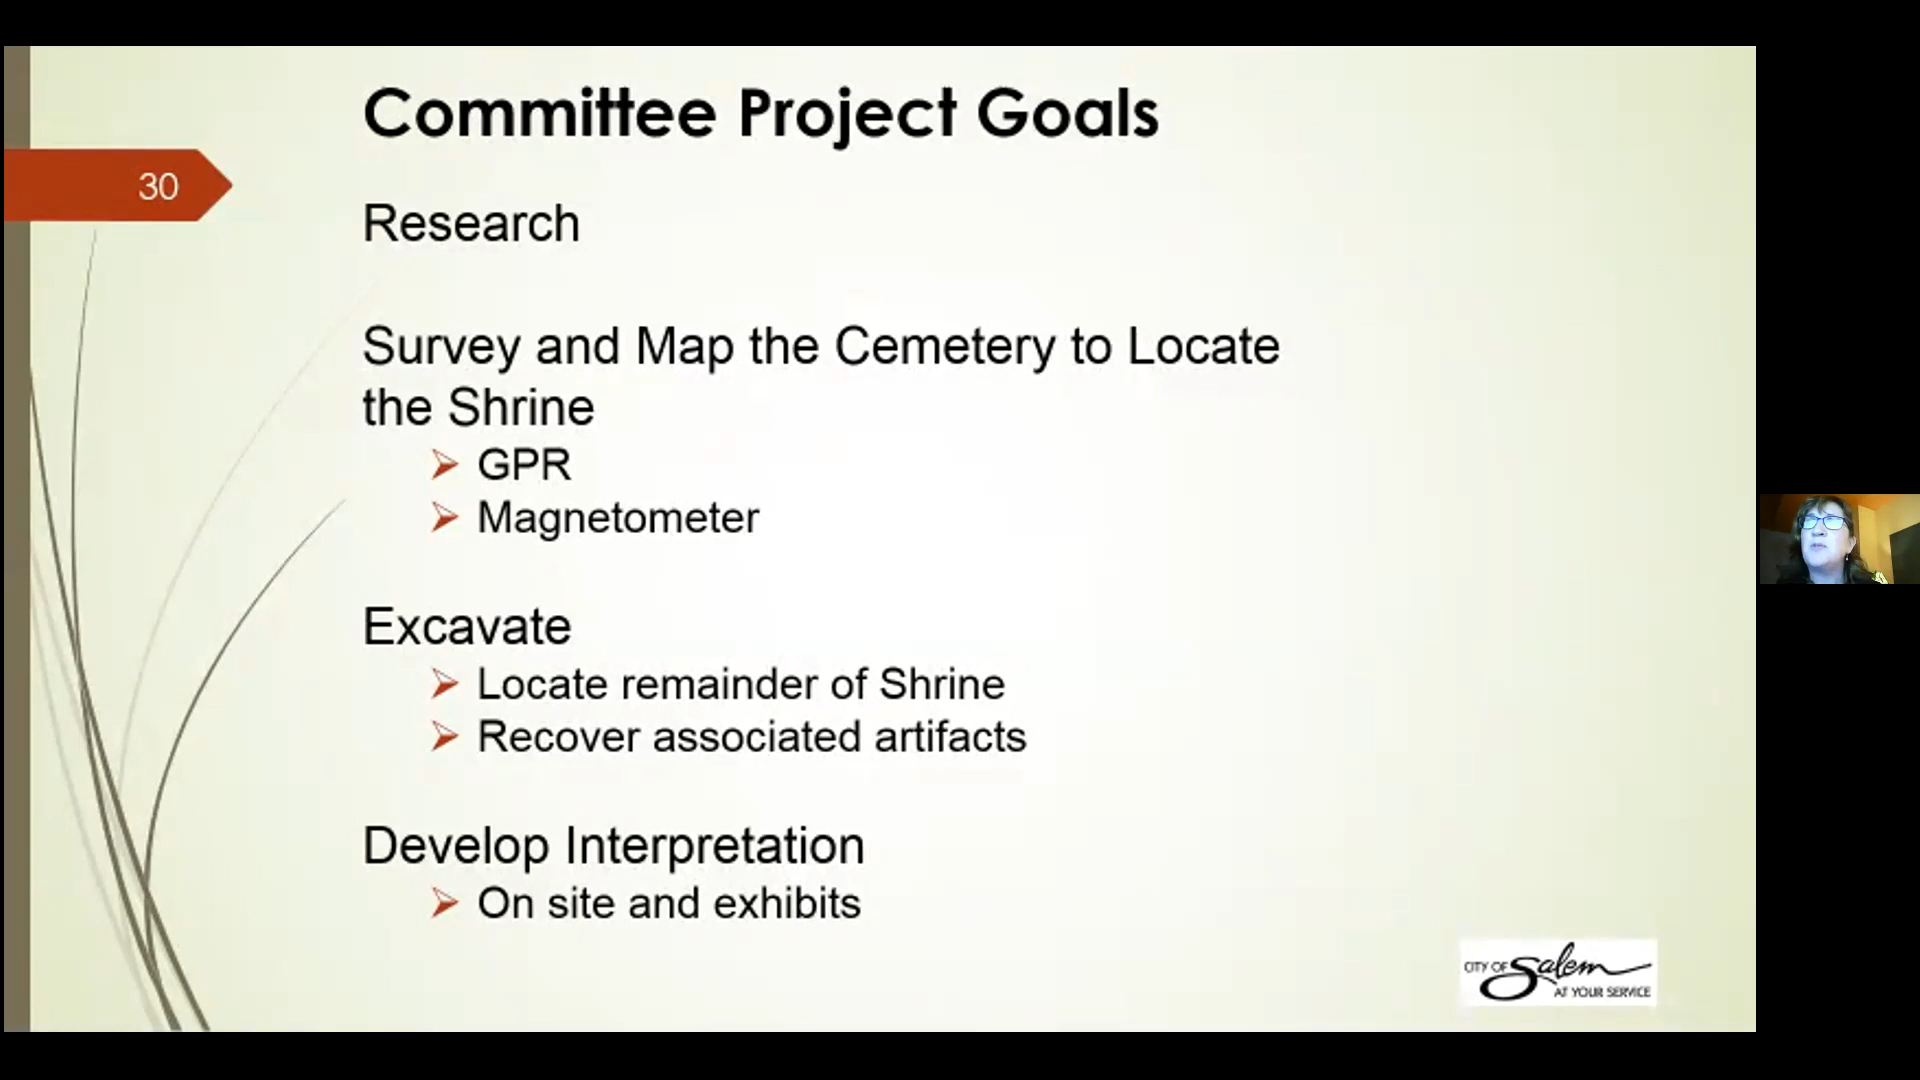 Committee Project Goals
30
Research
Survey and Map the Cemetery to Locate
the Shrine
GPR
Magnetometer
Excavate
Locate remainder of Shrine
Recover associated artifacts
Develop Interpretation
On site and exhibits
CITY OF Salem
AT YOUR SERVICE